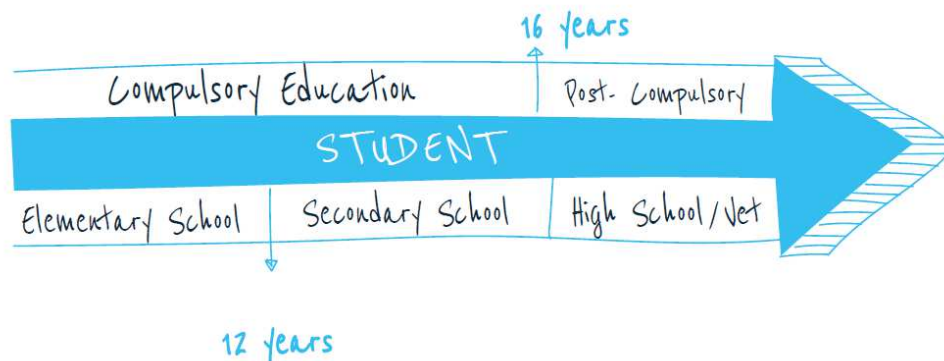 16 years
Compulsory Education
Post-Compulsory
STUDENT
Elementary School
Secondary School
High School/Vet
12 years